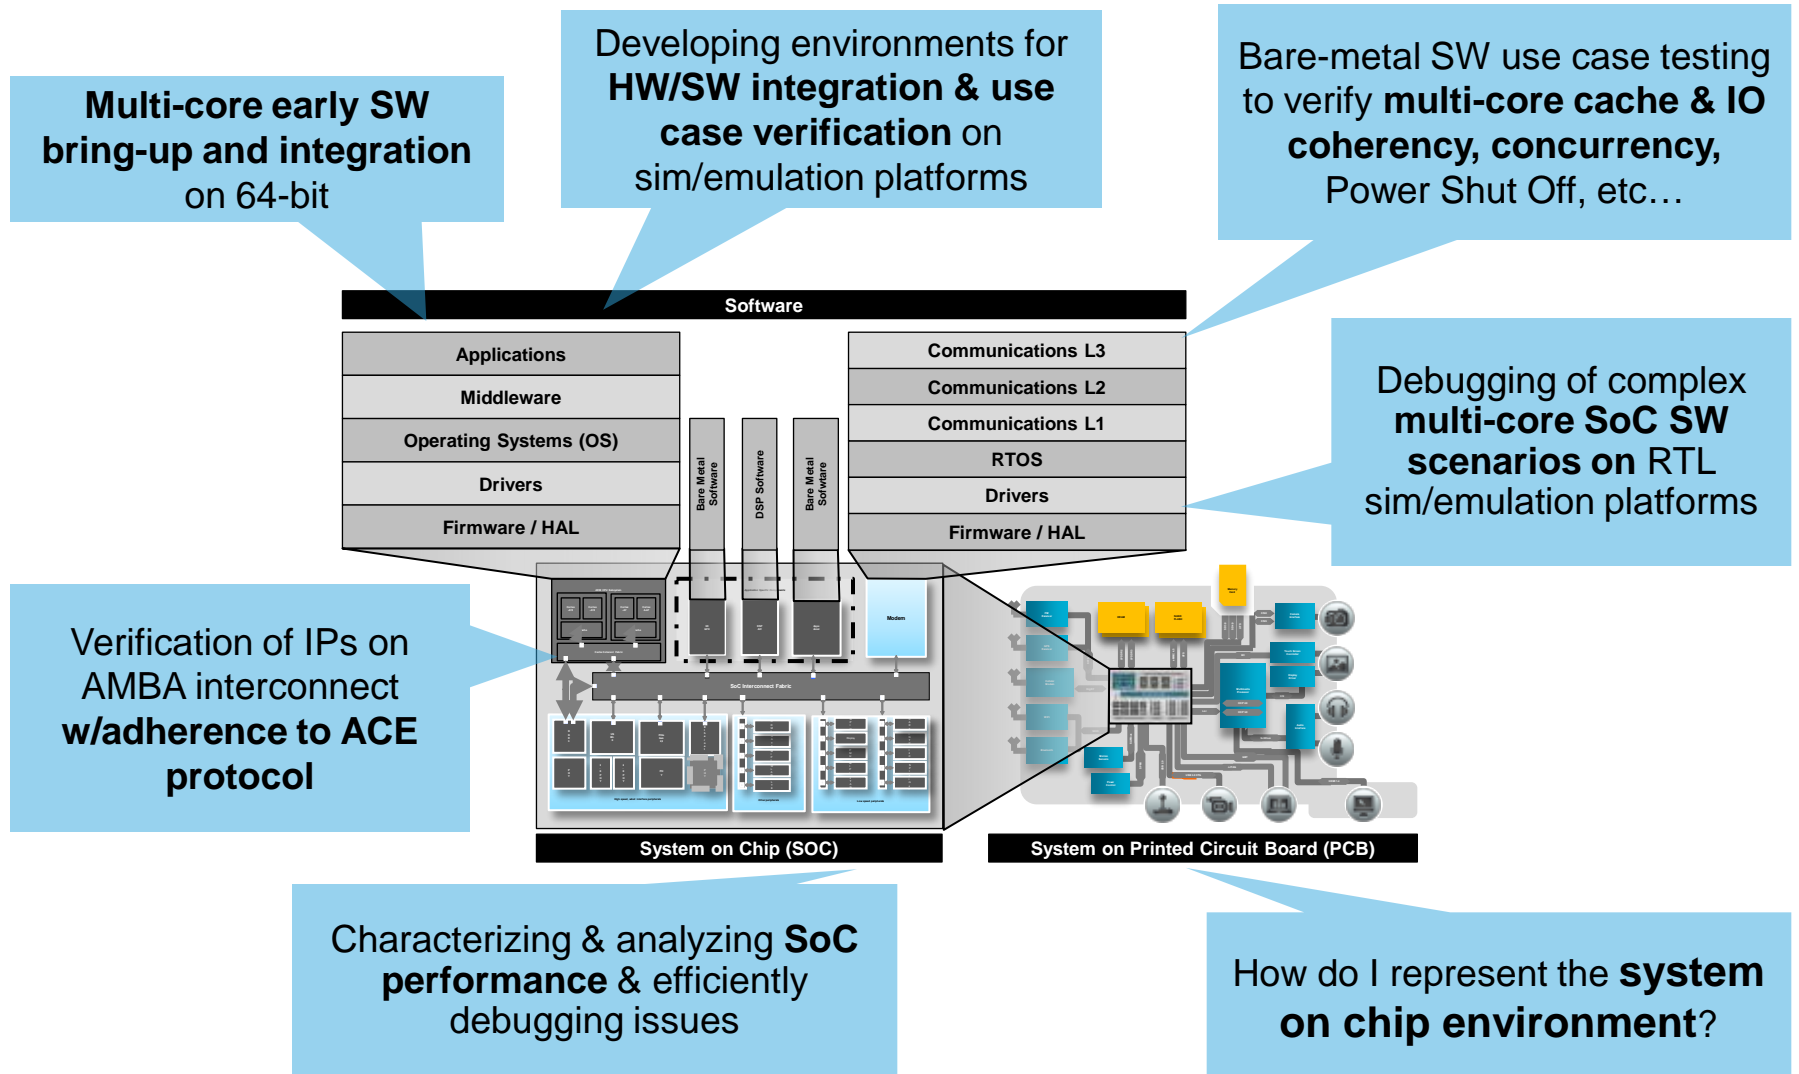 Multi-core early SW
bring-up and integration
on 64-bit
Developing environments for
HW/SW integration & use
case verification on
sim/emulation platforms
Bare-metal SW use case testing
to verify multi-core cache & IO
coherency, concurrency,
Power Shut Off, etc…
Software
Applications
Middleware
Operating Systems (OS)
Drivers
Firmware / HAL
Bare Metal
Software
DSP Software
Bare Metal
Sofwtare
Communications L3
Communications L2
Communications L1
RTOS
Drivers
Firmware / HAL
Debugging of complex
multi-core SoC SW
scenarios on RTL
sim/emulation platforms
Verification of IPs on
AMBA interconnect
w/adherence to ACE
protocol
Modem
SoC Interconnect Fabric
System on Chip (SOC)
System on Printed Circuit Board (PCB)
Characterizing & analyzing SoC
performance & efficiently
debugging issues
How do I represent the system
on chip environment?